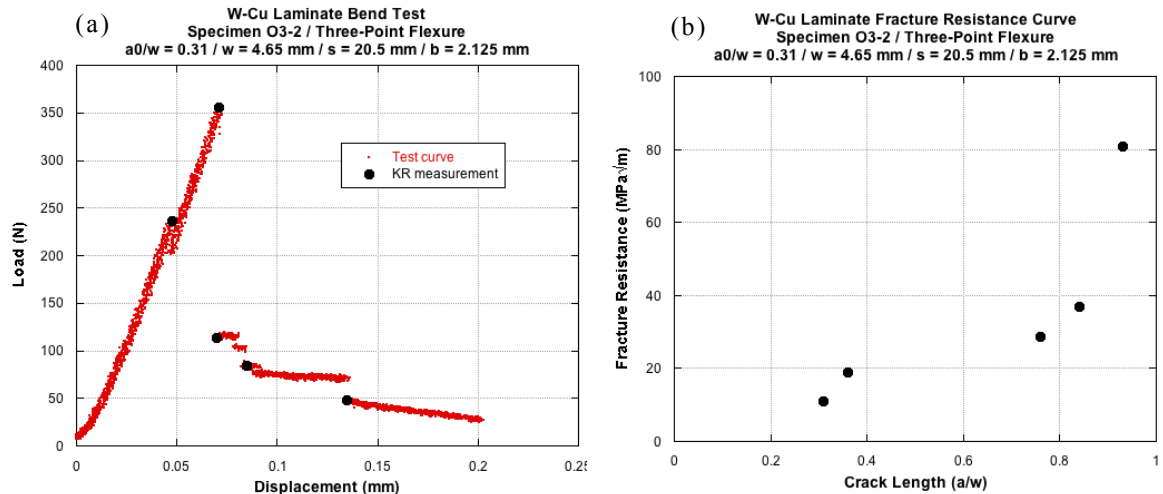 (a)
W-Cu Laminate Bend Test
Specimen O3-2 / Three-Point Flexure
a0/w = 0.31 / w = 4.65 mm / s = 20.5 mm / b = 2.125 mm
400
350
300
250
200
150
100
50
0
Load (N)
Test curve
KR measurement
0
0.05
0.1
0.15
0.2
0.25
Displacement (mm)
(b)
W-Cu Laminate Fracture Resistance Curve
Specimen O3-2 / Three-Point Flexure
a0/w = 0.31 / w = 4.65 mm / s = 20.5 mm / b = 2.125 mm
100
80
60
40
20
0
Fracture Resistance (MPa√m)
0
0.2
0.4
0.6
0.8
1
Crack Length (a/w)